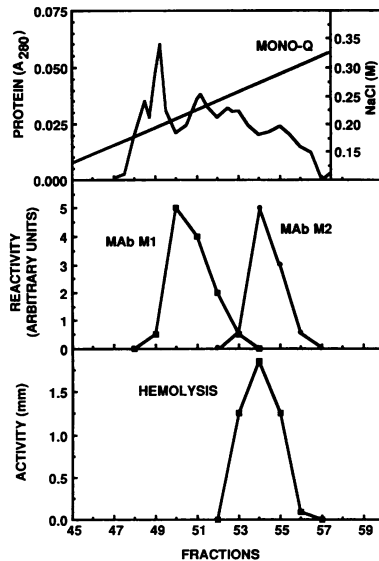 0.075
0.050
0.025
0.000
PROTEIN (A280)
MONO-Q
0.35
0.30
0.25
0.20
0.15
NaCl (M)
5
4
3
2
1
0
REACTIVITY
(ARBITRARY UNITS)
MAb M1
MAb M2
1.5
1.0
0.5
0.0
ACTIVITY (mm)
HEMOLYSIS
45 47 49 51 53 55 57 59
FRACTIONS